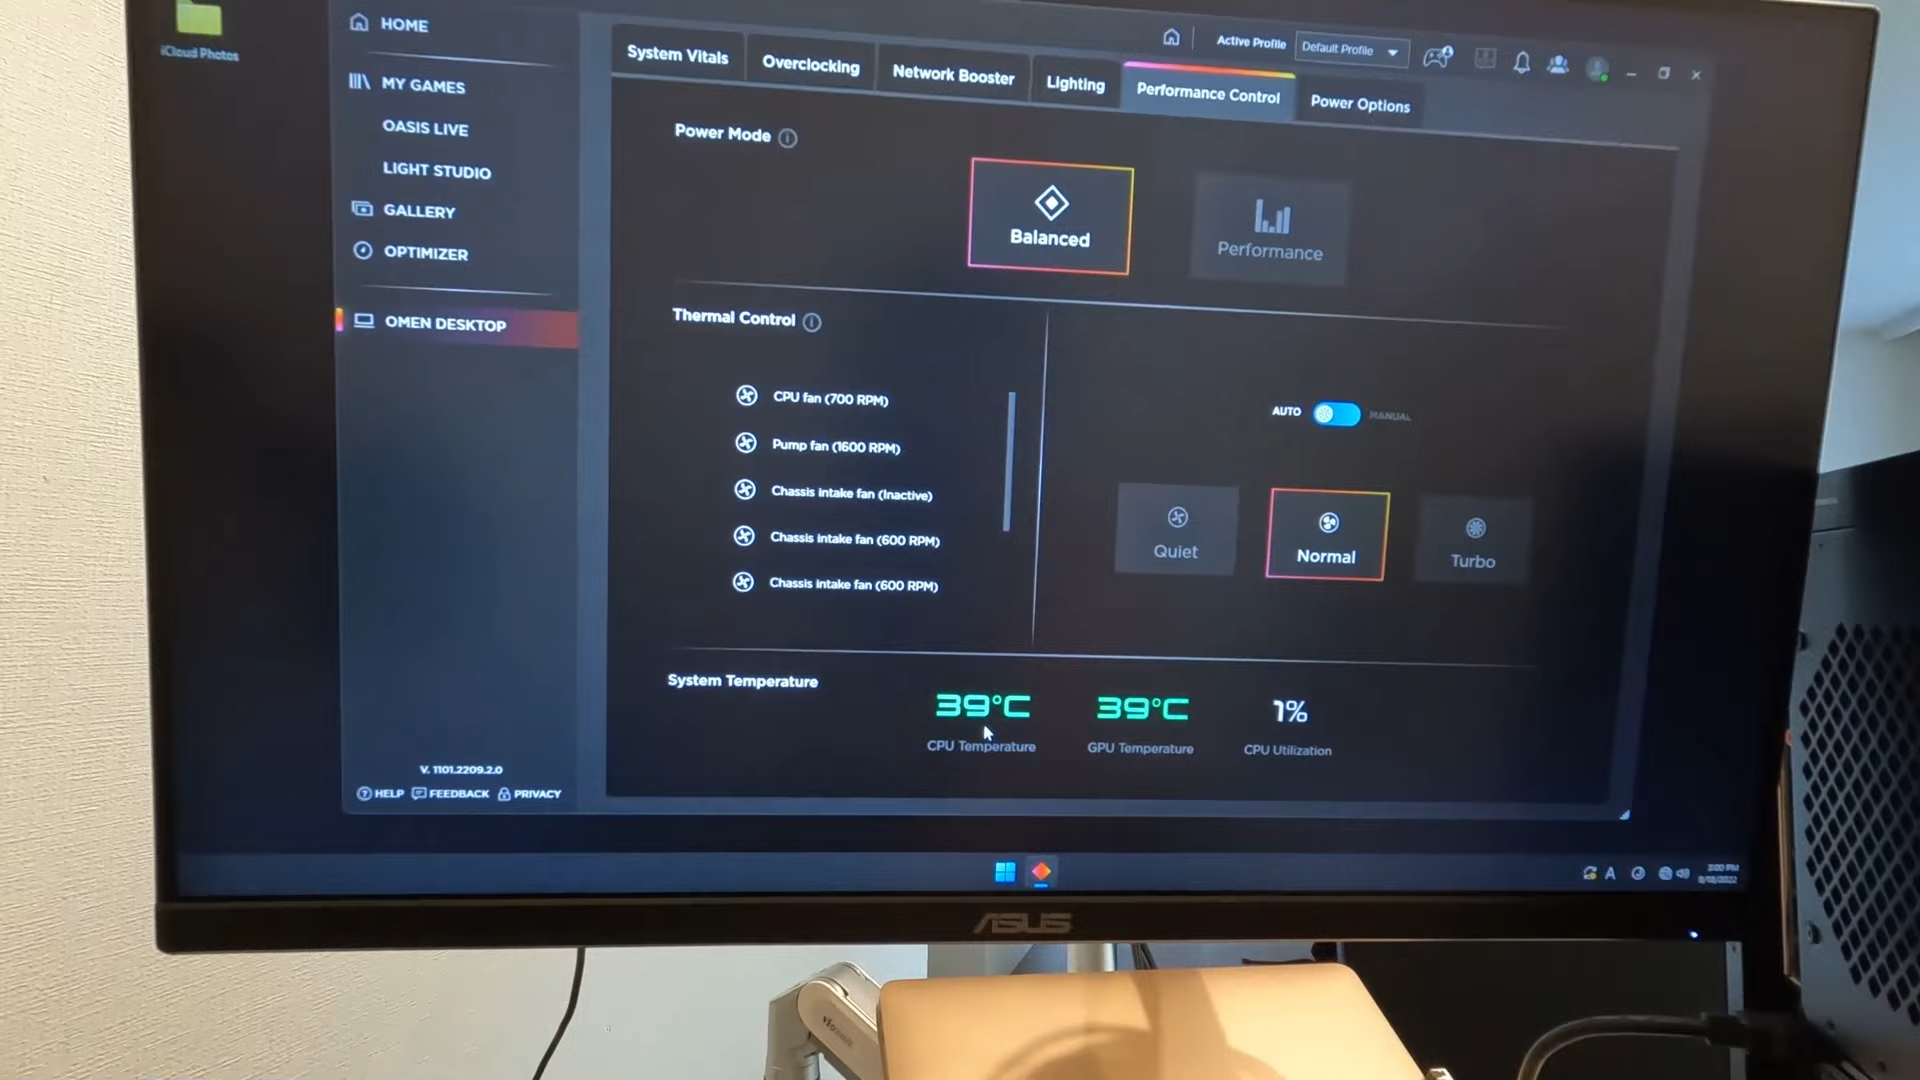 iCloud Photos
HOME
MY GAMES
OASIS LIVE
LIGHT STUDIO
GALLERY
OPTIMIZER
OMEN DESKTOP
V. 1101.2209.2.0
HELP FEEDBACK PRIVACY
Active Profile Default Profile
System Vitals Overclocking Network Booster Lighting Performance Control Power Options
Power Mode
Balanced
Performance
Thermal Control
CPU fan (700 RPM)
Pump fan (1600 RPM)
Chassis intake fan (Inactive)
Chassis intake fan (600 RPM)
Chassis intake fan (600 RPM)
AUTO MANUAL
Quiet
Normal
Turbo
System Temperature
39°C
CPU Temperature
39°C
GPU Temperature
1%
CPU Utilization
A
ASUS